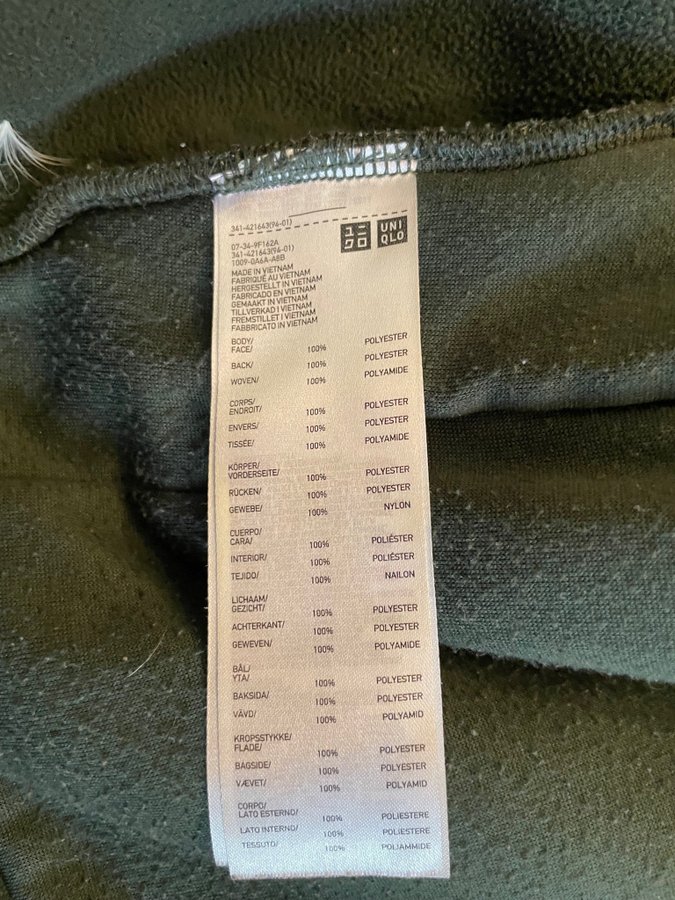 341-421643(94-01)
ユニ
クロ
UNI
QLO
07-34-9F162A
341-421643(94-01)
1009-0A6A-A8B
MADE IN VIETNAM
FABRIQUÉ AU VIETNAM
HERGESTELLT IN VIETNAM
FABRICADO EN VIETNAM
GEMAAKT IN VIETNAM
TILLVERKAD I VIETNAM
FREMSTILLET I VIETNAM
FABBRICATO IN VIETNAM
BODY/
FACE/ 100% POLYESTER
BACK/ 100% POLYESTER
WOVEN/ 100% POLYAMIDE
CORPS/
ENDROIT/ 100% POLYESTER
ENVERS/ 100% POLYESTER
TISSÉE/ 100% POLYAMIDE
KÖRPER/
VORDERSEITE/ 100% POLYESTER
RÜCKEN/ 100% POLYESTER
GEWEBE/ 100% NYLON
CUERPO/
CARA/ 100% POLIÉSTER
INTERIOR/ 100% POLIÉSTER
TEJIDO/ 100% NAILON
LICHAAM/
GEZICHT/ 100% POLYESTER
ACHTERKANT/ 100% POLYESTER
GEWEVEN/ 100% POLYAMIDE
BÅL/
YTA/ 100% POLYESTER
BAKSIDA/ 100% POLYESTER
VÄVD/ 100% POLYAMID
KROPSSTYKKE/
FLADE/ 100% POLYESTER
BAGSIDE/ 100% POLYESTER
VÆVET/ 100% POLYAMID
CORPO/
LATO ESTERNO/ 100% POLIESTERE
LATO INTERNO/ 100% POLIESTERE
TESSUTO/ 100% POLIAMMIDE